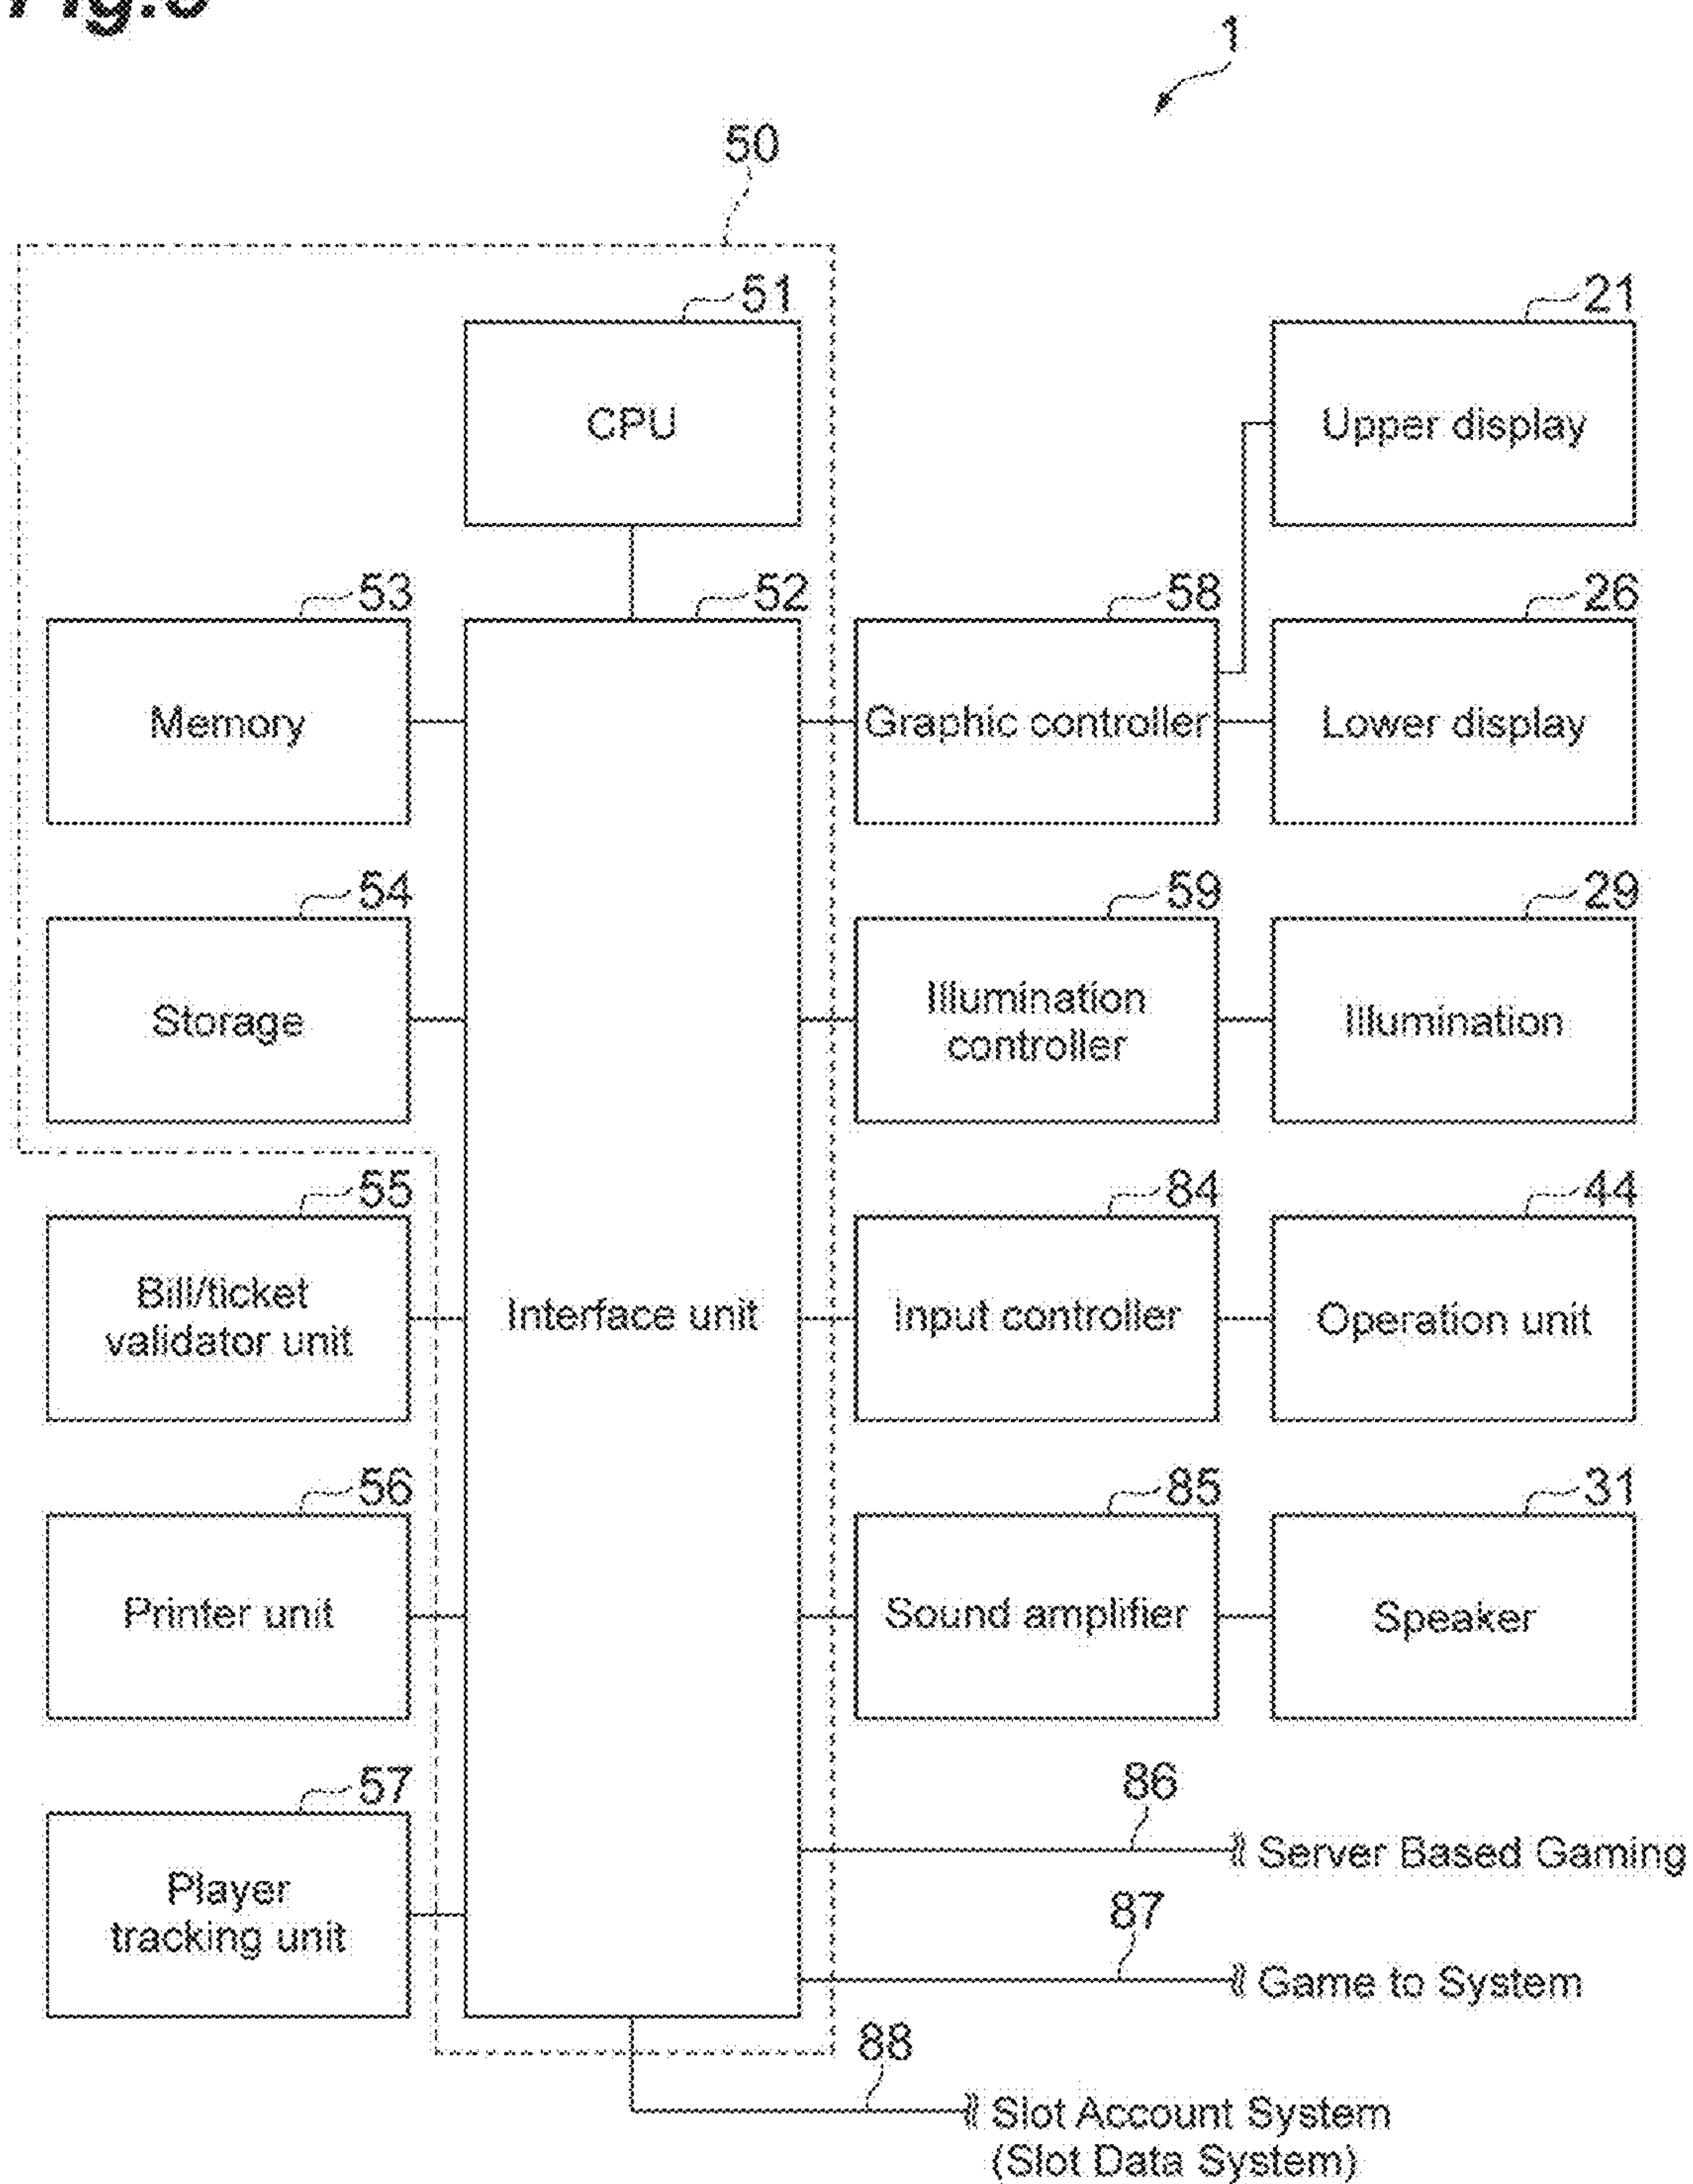 1
50
51
CPU
21
Upper display
53
Memory
52
Interface unit
58
Graphic controller
26
Lower display
54
Storage
59
Illumination
controller
29
Illumination
55
Bill/ticket
validator unit
84
Input controller
44
Operation unit
56
Printer unit
85
Sound amplifier
31
Speaker
57
Player
tracking unit
86
Server Based Gaming
87
Game to System
88
Slot Account System
(Slot Data System)